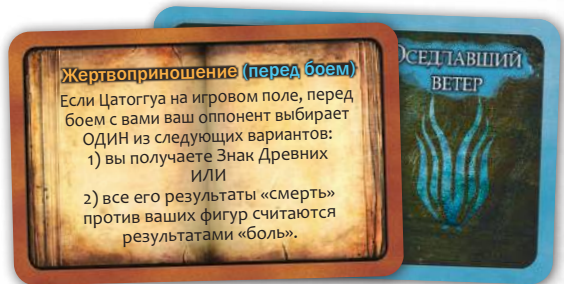 Жертвоприношение (перед боем)
Если Цатоггуа на игровом поле, перед
боем с вами ваш оппонент выбирает
ОДИН из следующих вариантов:
1) вы получаете Знак Древних
ИЛИ
2) все его результаты «смерть»
против ваших фигур считаются
результатами «боль».
Оседлавший
ветер